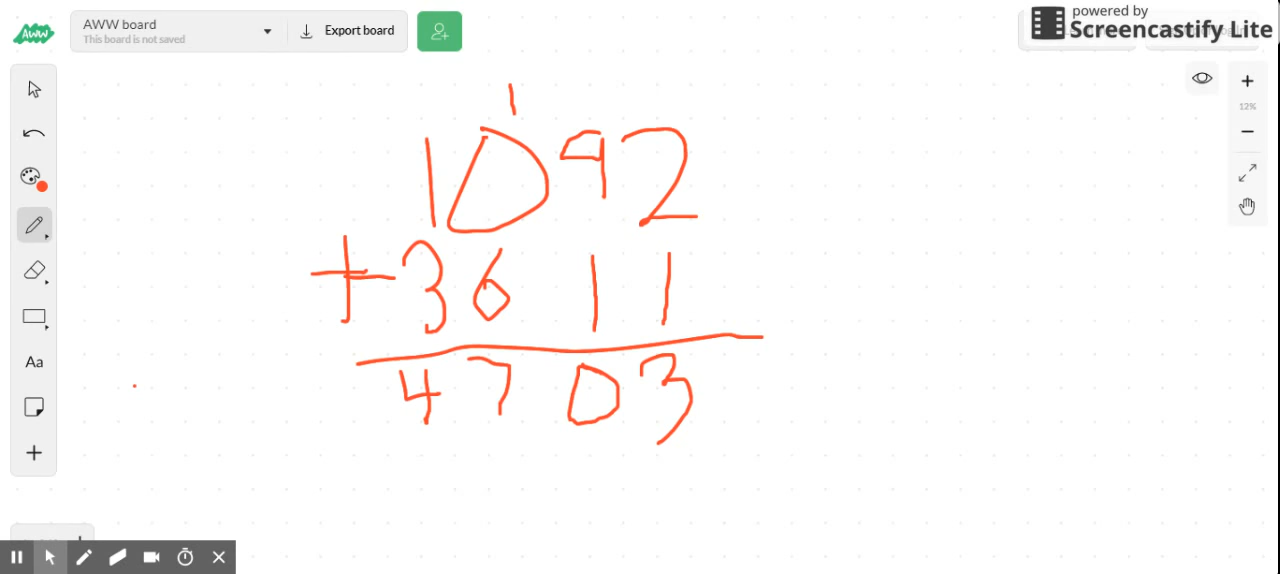 AWW
AWW board
This board is not saved
Export board
powered by
Screencastify Lite
12%
1
1092
+3611
4703
Aa